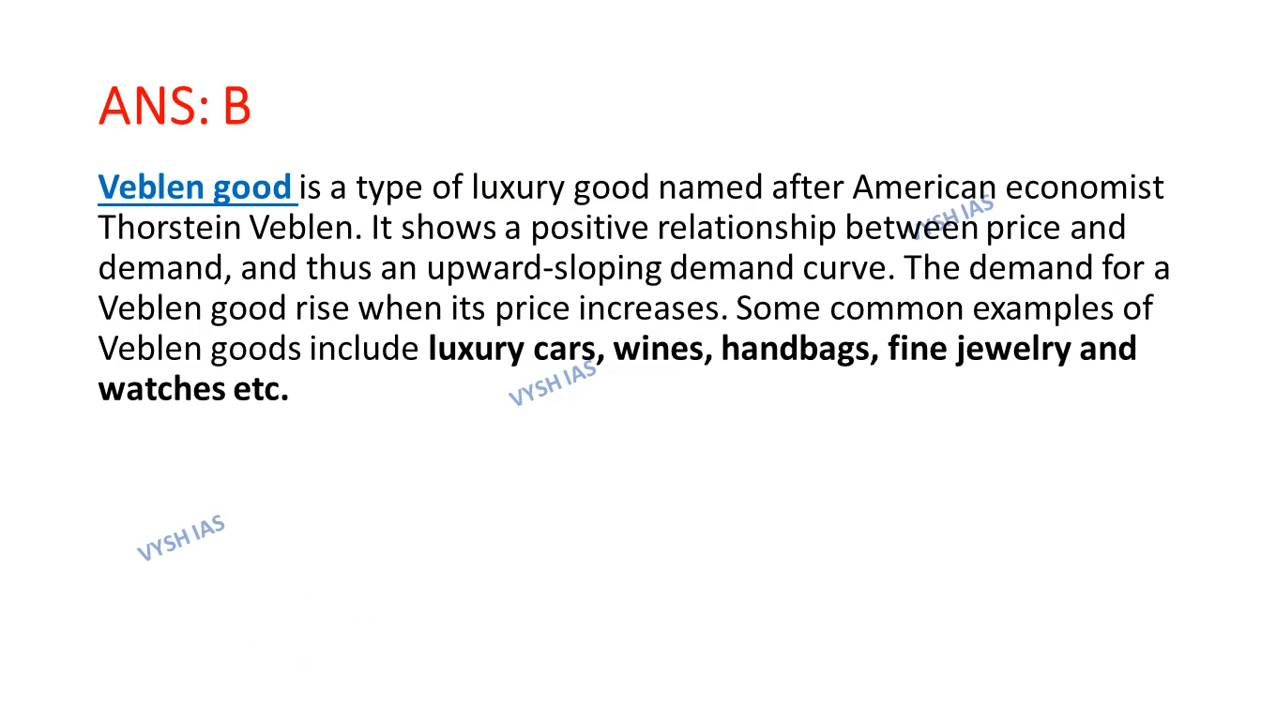 ANS: B
Veblen good is a type of luxury good named after American economist
Thorstein Veblen. It shows a positive relationship between price and
demand, and thus an upward-sloping demand curve. The demand for a
Veblen good rise when its price increases. Some common examples of
Veblen goods include luxury cars, wines, handbags, fine jewelry and
watches etc.
VYSH IAS
VYSH IAS
VYSH IAS